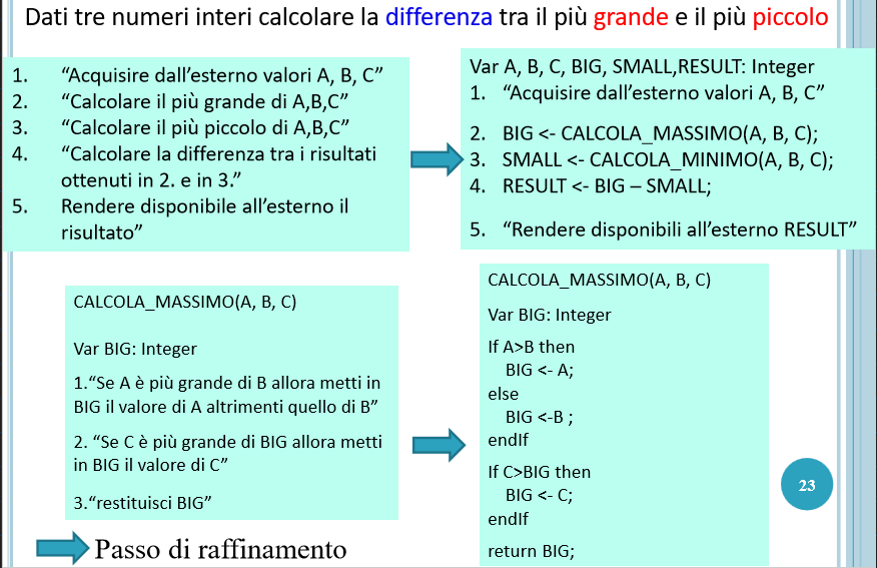 Dati tre numeri interi calcolare la differenza tra il più grande e il più piccolo
1. “Acquisire dall’esterno valori A, B, C”
2. “Calcolare il più grande di A,B,C”
3. “Calcolare il più piccolo di A,B,C”
4. “Calcolare la differenza tra i risultati
ottenuti in 2. e in 3.”
5. Rendere disponibile all’esterno il
risultato”
Var A, B, C, BIG, SMALL,RESULT: Integer
1. “Acquisire dall’esterno valori A, B, C”
2. BIG <- CALCOLA_MASSIMO(A, B, C);
3. SMALL <- CALCOLA_MINIMO(A, B, C);
4. RESULT <- BIG – SMALL;
5. “Rendere disponibili all’esterno RESULT”
CALCOLA_MASSIMO(A, B, C)
Var BIG: Integer
1.“Se A è più grande di B allora metti in
BIG il valore di A altrimenti quello di B”
2. “Se C è più grande di BIG allora metti
in BIG il valore di C”
3.“restituisci BIG”
CALCOLA_MASSIMO(A, B, C)
Var BIG: Integer
If A>B then
BIG <- A;
else
BIG <-B ;
endIf
If C>BIG then
BIG <- C;
endIf
return BIG;
23
Passo di raffinamento